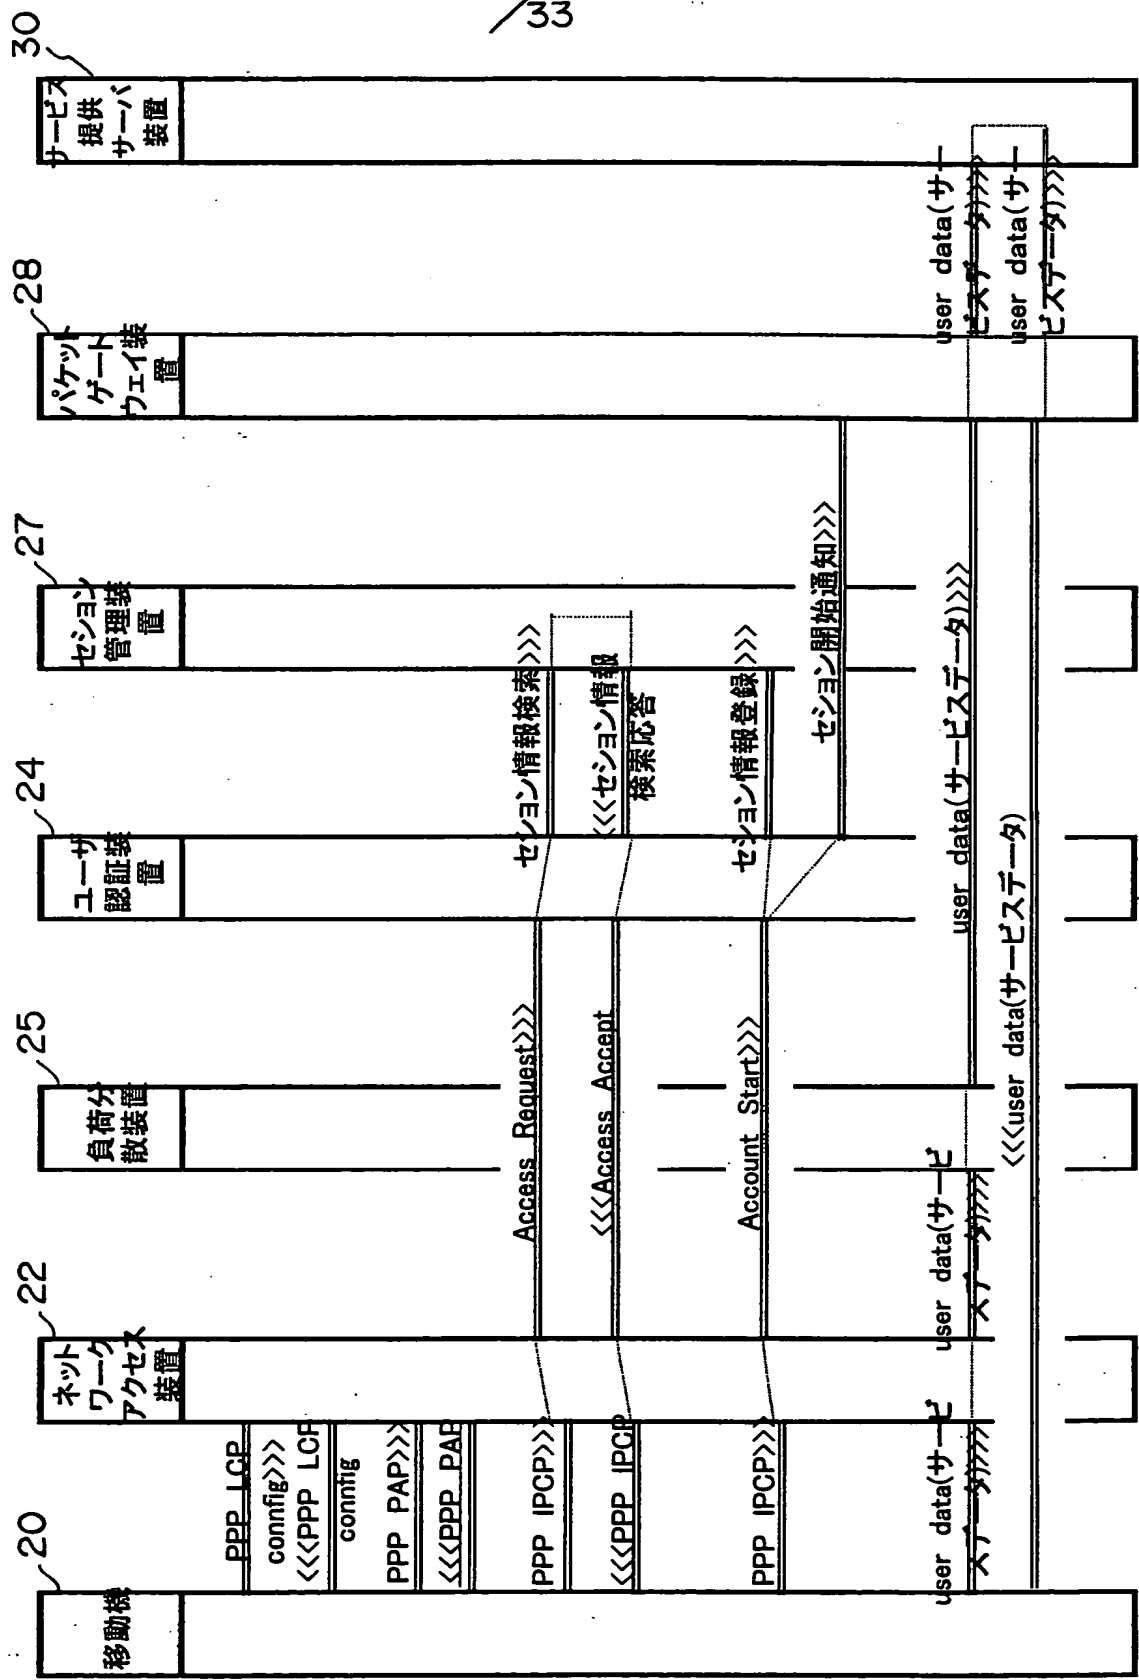 /33
20
22
25
24
27
28
30
移動機
ネット
ワーク
アクセス
装置
負荷分
散装置
ユーザ
認証装
置
セション
管理装
置
パケット
ゲート
ウェイ装
置
サービス
提供
サーバ
装置
PPP LCP
connfig>>>
<<<PPP LCP
connfig
PPP PAP>>>
<<<PPP PAP
PPP IPCP>>>
Access Request>>>
セション情報検索>>>
<<<セション情報
検索応答
<<<Access Accept
<<<PPP IPCP
PPP IPCP>>>
Account Start>>>
セション情報登録>>>
セション開始通知>>>
user data(サービ
スデータ)>>>>
user data(サービ
スデータ)>>>>
user data(サービスデータ)>>>>
user data(サー
ビスデータ)>>>>
user data(サー
ビスデータ)>>>
<<<user data(サービスデータ)